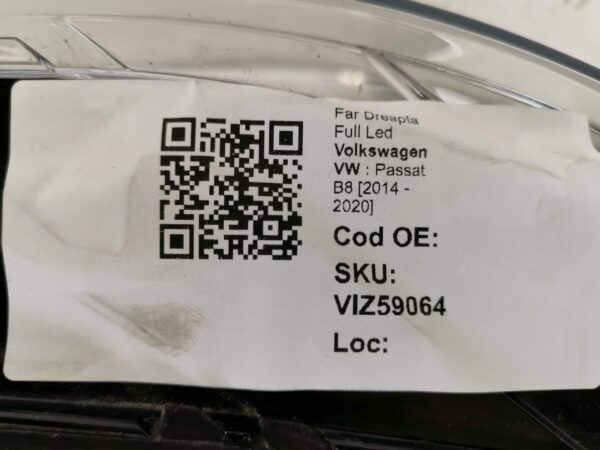 Far Dreapta
Full Led
Volkswagen
VW : Passat
B8 [2014 -
2020]
Cod OE:
SKU:
VIZ59064
Loc: